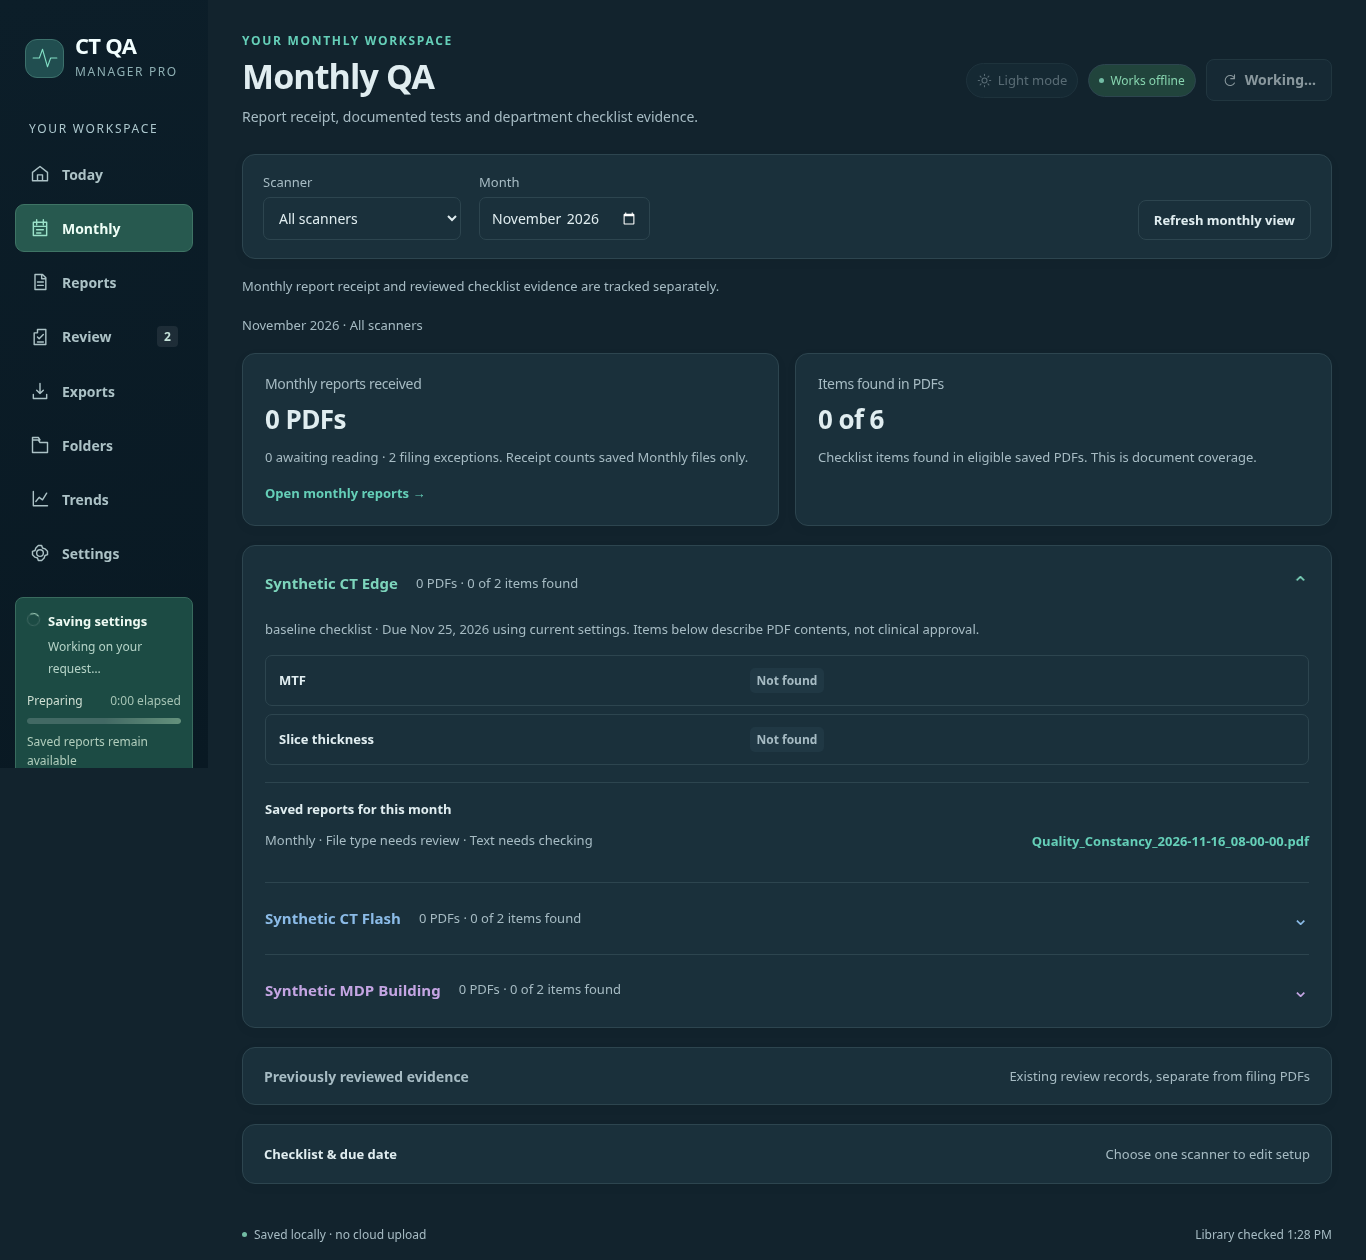 CT QA
MANAGER PRO
YOUR WORKSPACE
Today
Monthly
Reports
Review 2
Exports
Folders
Trends
Settings
Saving settings
Working on your
request...
Preparing 0:00 elapsed
Saved reports remain
available
YOUR MONTHLY WORKSPACE
Monthly QA
Report receipt, documented tests and department checklist evidence.
Light mode
Works offline
Working...
Scanner
All scanners
Month
November 2026
Refresh monthly view
Monthly report receipt and reviewed checklist evidence are tracked separately.
November 2026 · All scanners
Monthly reports received
0 PDFs
0 awaiting reading · 2 filing exceptions. Receipt counts saved Monthly files only.
Open monthly reports →
Items found in PDFs
0 of 6
Checklist items found in eligible saved PDFs. This is document coverage.
Synthetic CT Edge 0 PDFs · 0 of 2 items found
baseline checklist · Due Nov 25, 2026 using current settings. Items below describe PDF contents, not clinical approval.
MTF Not found
Slice thickness Not found
Saved reports for this month
Monthly · File type needs review · Text needs checking Quality_Constancy_2026-11-16_08-00-00.pdf
Synthetic CT Flash 0 PDFs · 0 of 2 items found
Synthetic MDP Building 0 PDFs · 0 of 2 items found
Previously reviewed evidence Existing review records, separate from filing PDFs
Checklist & due date Choose one scanner to edit setup
Saved locally · no cloud upload Library checked 1:28 PM